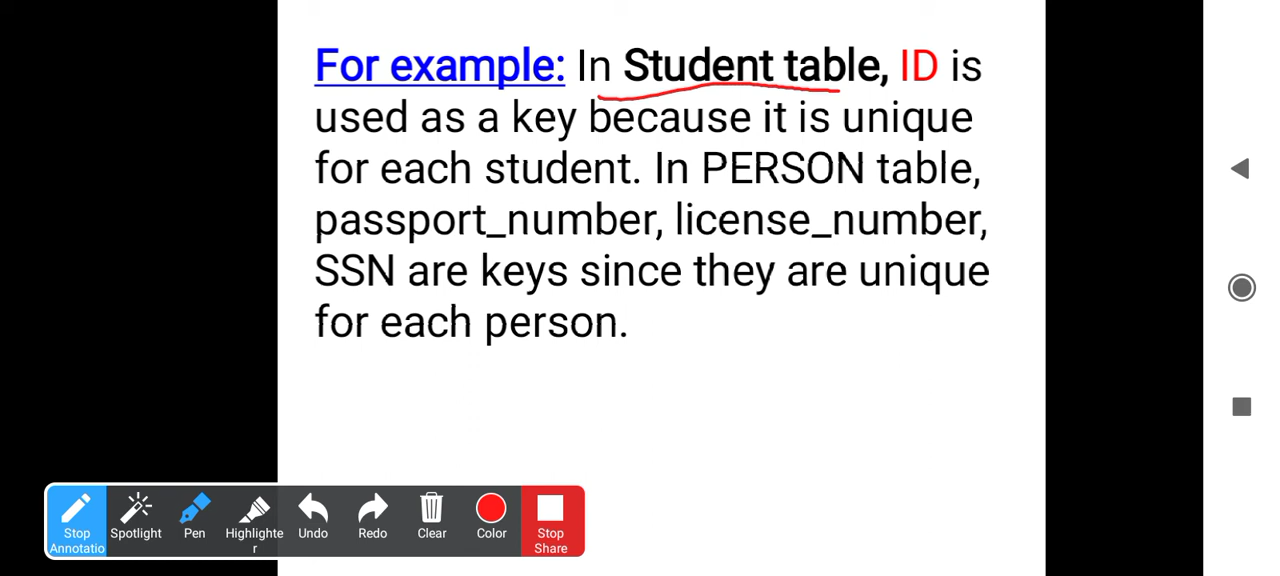 For example: In Student table, ID is
used as a key because it is unique
for each student. In PERSON table,
passport_number, license_number,
SSN are keys since they are unique
for each person.
Stop
Annotatio
Spotlight
Pen
Highlighte
r
Undo
Redo
Clear
Color
Stop
Share